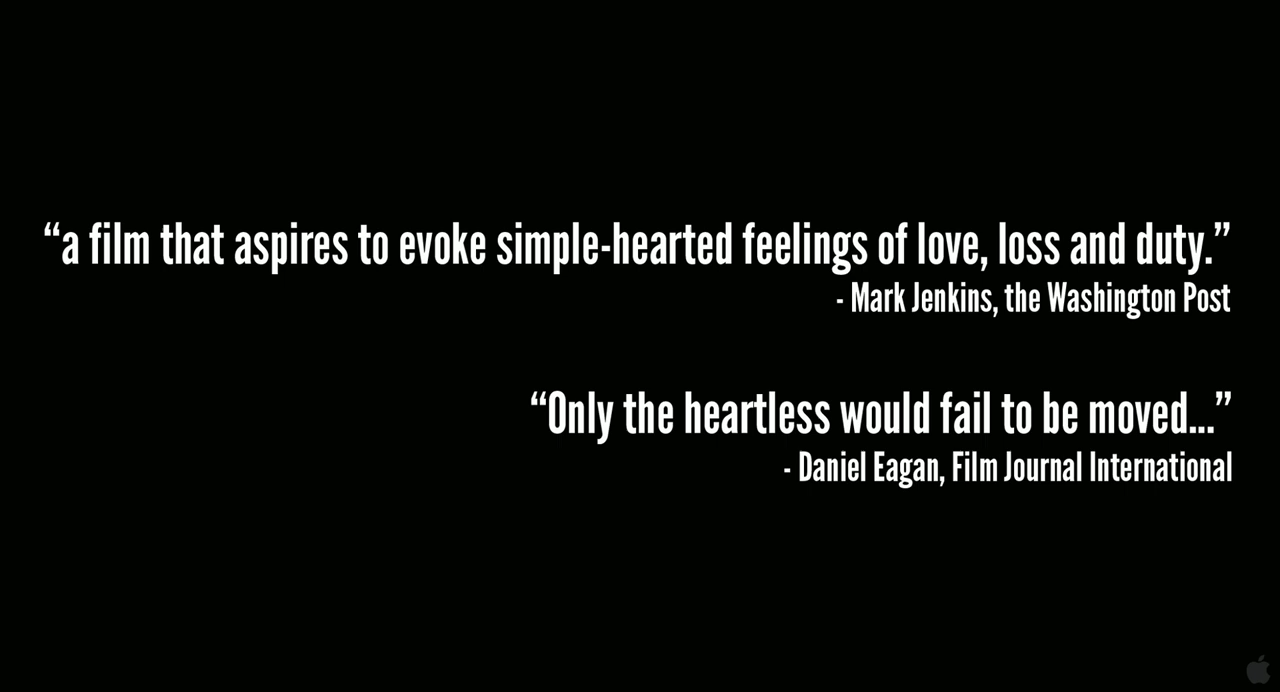 “a film that aspires to evoke simple-hearted feelings of love, loss and duty.”
- Mark Jenkins, the Washington Post
“Only the heartless would fail to be moved...”
- Daniel Eagan, Film Journal International